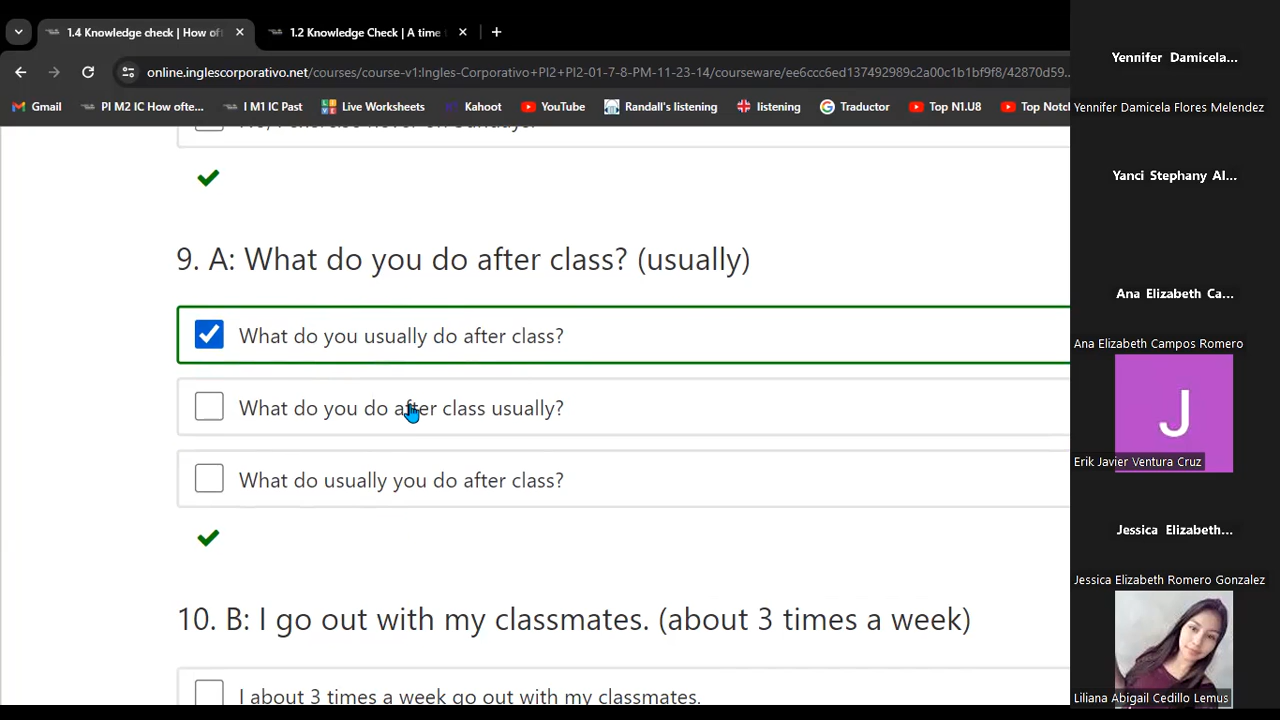 1.4 Knowledge check | How of
1.2 Knowledge Check | A time
online.inglescorporativo.net/courses/course-v1:Ingles-Corporativo+PI2+PI2-01-7-8-PM-11-23-14/courseware/ee6ccc6ed137492989c2a00c1b1bf9f8/42870d59...
Gmail
PI M2 IC How ofte...
I M1 IC Past
Live Worksheets
Kahoot
YouTube
Randall's listening
listening
Traductor
Top N1.U8
Top Notch
9. A: What do you do after class? (usually)
What do you usually do after class?
What do you do after class usually?
What do usually you do after class?
10. B: I go out with my classmates. (about 3 times a week)
I about 3 times a week go out with my classmates.
Yennifer Damicela...
Yennifer Damicela Flores Melendez
Yanci Stephany Al...
Ana Elizabeth Ca...
Ana Elizabeth Campos Romero
J
Erik Javier Ventura Cruz
Jessica Elizabeth...
Jessica Elizabeth Romero Gonzalez
Liliana Abigail Cedillo Lemus